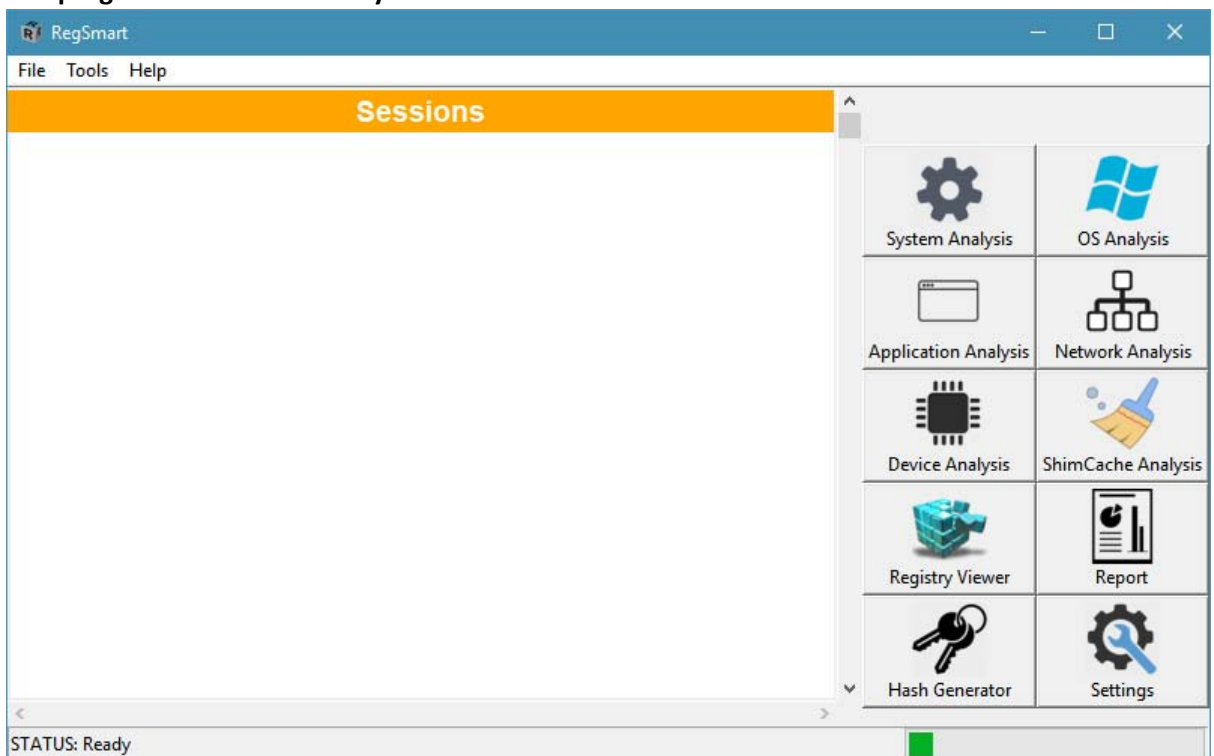 RegSmart
File Tools Help
Sessions
System Analysis
OS Analysis
Application Analysis
Network Analysis
Device Analysis
ShimCache Analysis
Registry Viewer
Report
Hash Generator
Settings
STATUS: Ready